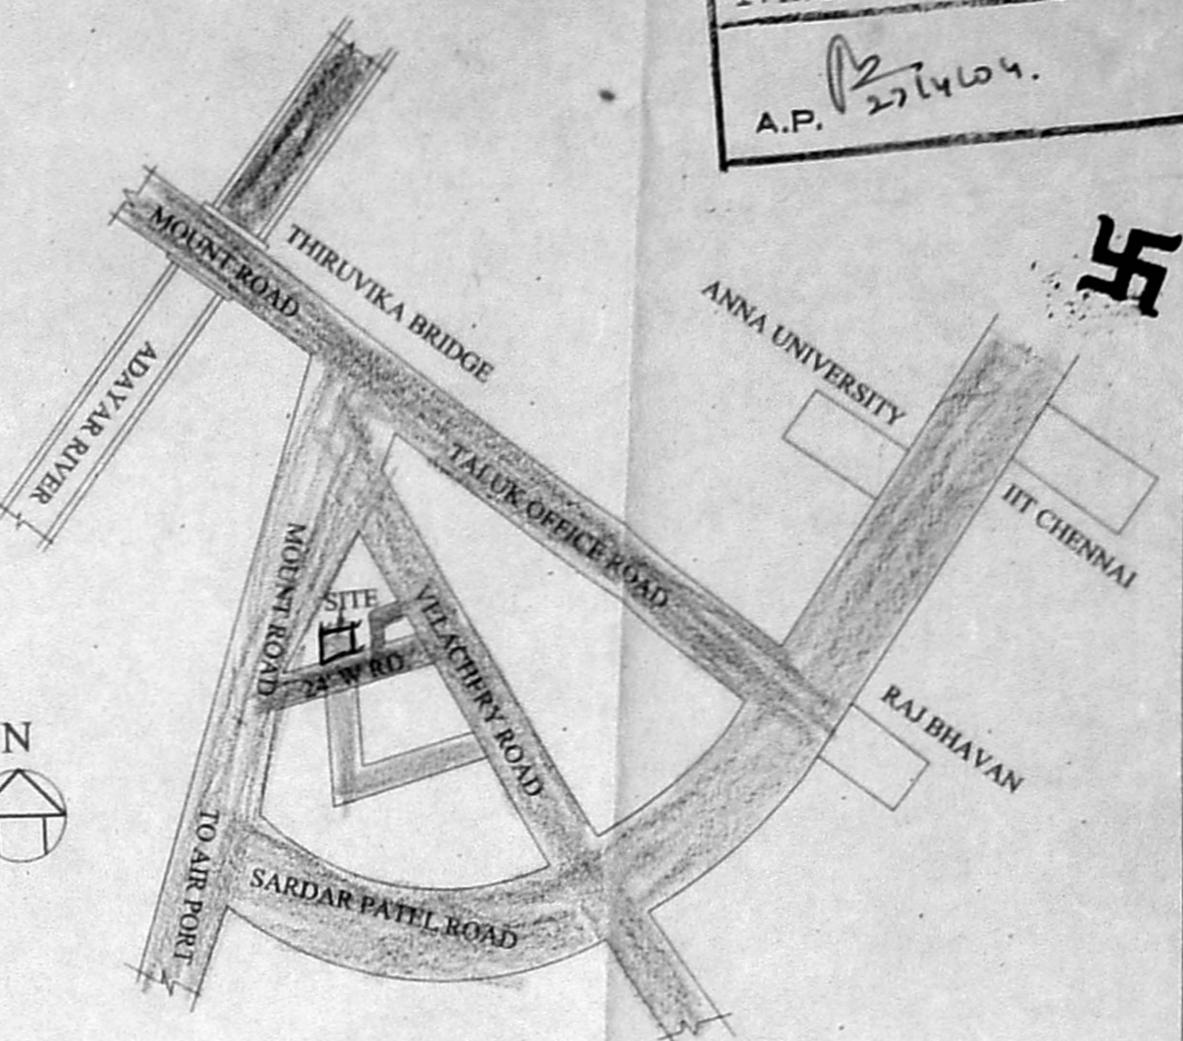 A.P.
27/4/04.
MOUNT ROAD
THIRUVIKA BRIDGE
ADAYAR RIVER
ANNA UNIVERSITY
IIT CHENNAI
TALUK OFFICE ROAD
MOUNT ROAD
SITE
24' W RD
VELACHERY ROAD
RAJ BHAVAN
N
TO AIR PORT
SARDAR PATEL ROAD